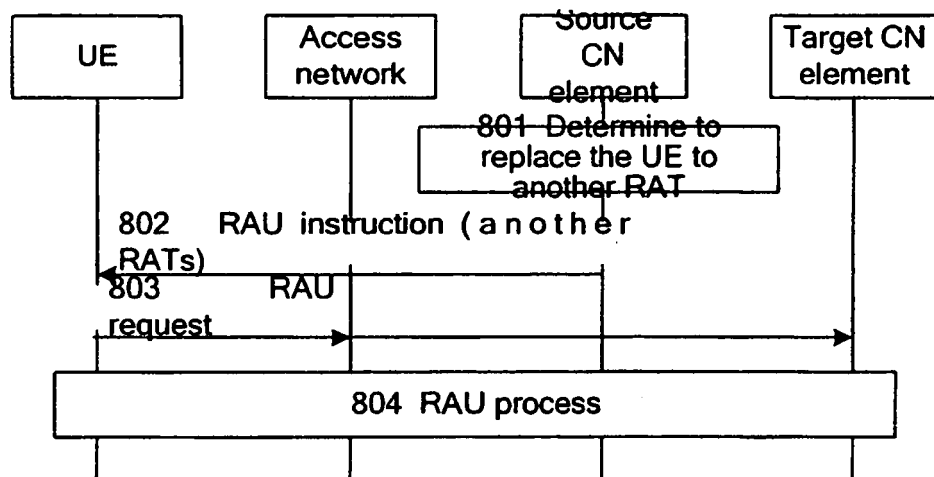 UE
Access
network
Source
CN
element
Target CN
element
801 Determine to
replace the UE to
another RAT
802 RAU instruction (another
RATs)
803 RAU
request
804 RAU process